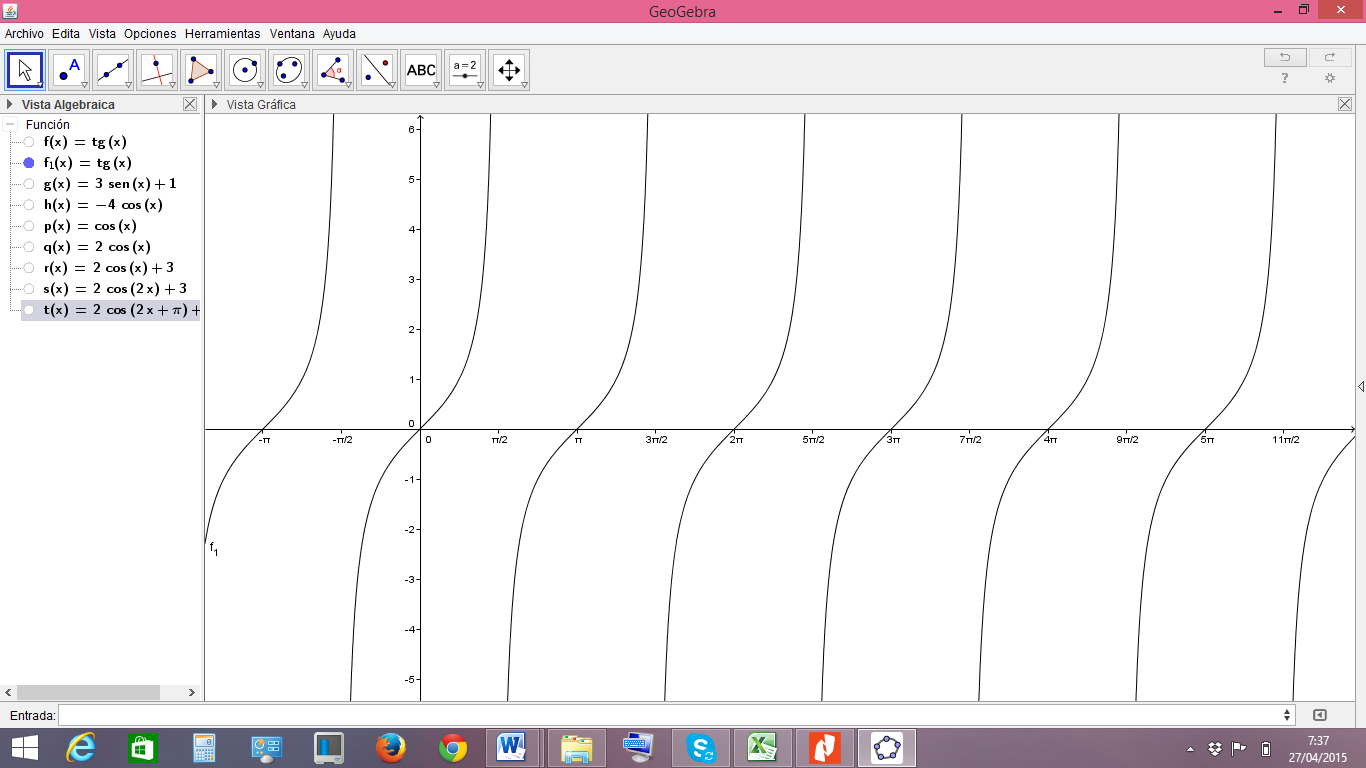 GeoGebra
Archivo Edita Vista Opciones Herramientas Ventana Ayuda
A ABC a = 2 α
?
Vista Algebraica
Vista Gráfica
Función
f(x) = tg (x)
f₁(x) = tg (x)
g(x) = 3 sen (x) + 1
h(x) = −4 cos (x)
p(x) = cos (x)
q(x) = 2 cos (x)
r(x) = 2 cos (x) + 3
s(x) = 2 cos (2 x) + 3
t(x) = 2 cos (2 x + π) +
6
5
4
3
2
1
0
-π -π/2 0 π/2 π 3π/2 2π 5π/2 3π 7π/2 4π 9π/2 5π 11π/2
-1
-2
f₁
-3
-4
-5
Entrada:
7:37
27/04/2015